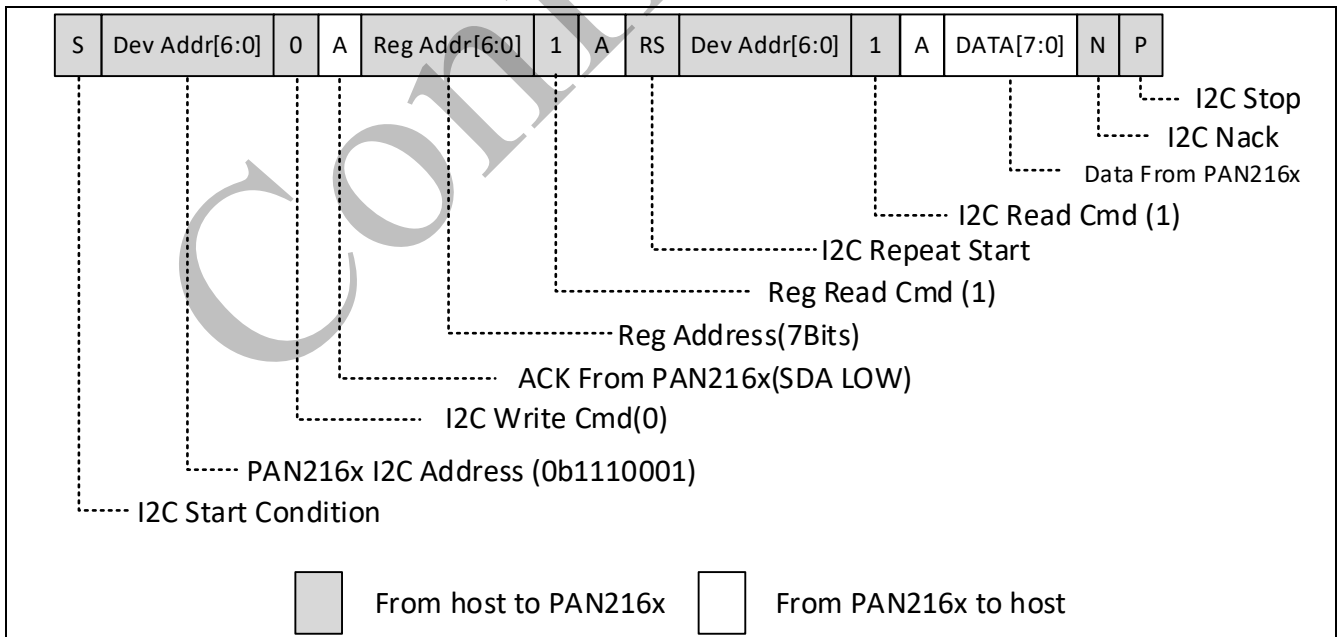 S Dev Addr[6:0] 0 A Reg Addr[6:0] 1 A RS Dev Addr[6:0] 1 A DATA[7:0] N P
I2C Stop
I2C Nack
Data From PAN216x
I2C Read Cmd (1)
I2C Repeat Start
Reg Read Cmd (1)
Reg Address(7Bits)
ACK From PAN216x(SDA LOW)
I2C Write Cmd(0)
PAN216x I2C Address (0b1110001)
I2C Start Condition
From host to PAN216x From PAN216x to host